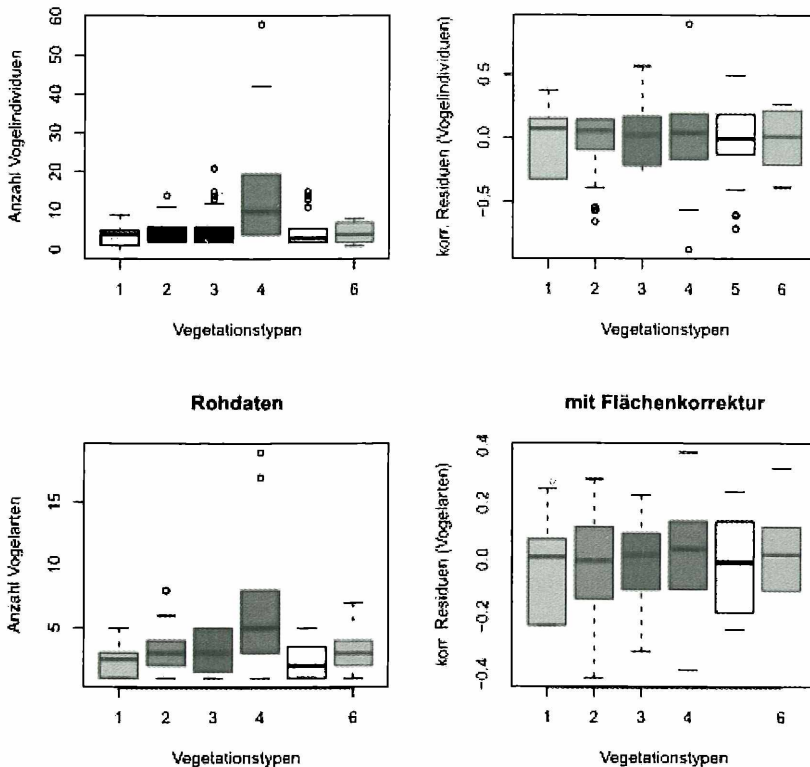 Anzahl Vogelindividuen
0 10 20 30 40 50 60
1 2 3 4 6
Vegetationstypen
korr. Residuen (Vogelindividuen)
−0.5 0.0 0.5
1 2 3 4 5 6
Vegetationstypen
Rohdaten
Anzahl Vogelarten
5 15
1 2 3 4 6
Vegetationstypen
mit Flächenkorrektur
korr. Residuen (Vogelarten)
−0.4 −0.2 0.0 0.2 0.4
1 2 3 4 6
Vegetationstypen